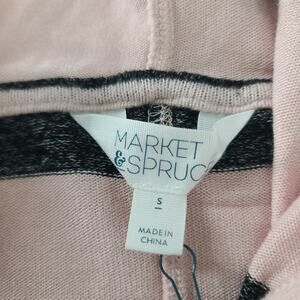 MARKET
& SPRUC
S
MADE IN
CHINA